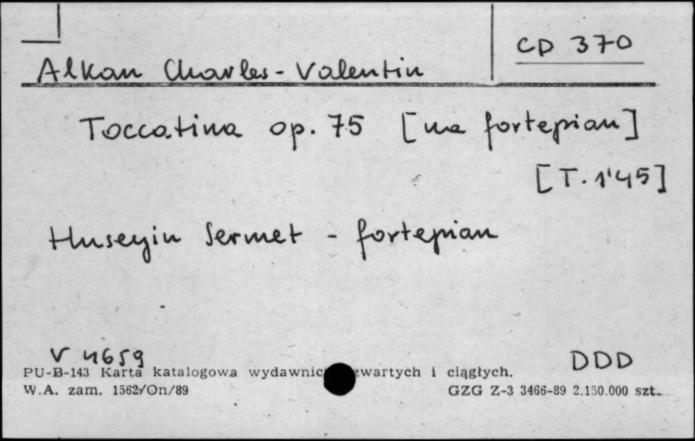 CD 370
Alkan Charles-Valentin
Toccatina op. 75 [na fortepian]
[T. 1'45]
Huseyin Sermet - fortepian
V 4659 DDD
PU-B-143 Karta katalogowa wydawnic zwartych i ciągłych.
W.A. zam. 1562/On/89 GZG Z-3 3466-89 2.150.000 szt.